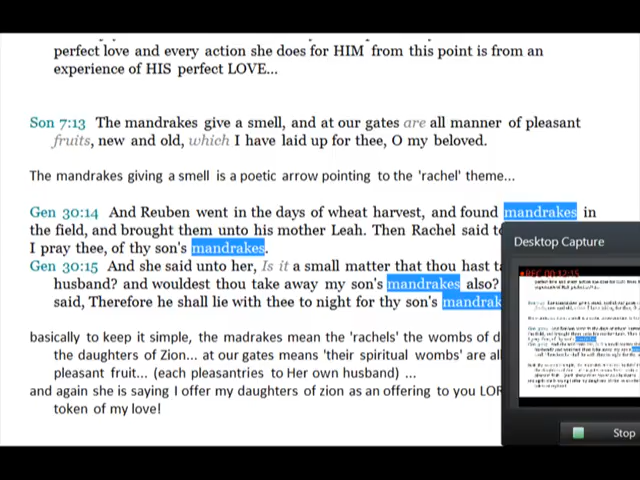 perfect love and every action she does for HIM from this point is from an
experience of HIS perfect LOVE...
Son 7:13 The mandrakes give a smell, and at our gates are all manner of pleasant
fruits, new and old, which I have laid up for thee, O my beloved.
The mandrakes giving a smell is a poetic arrow pointing to the 'rachel' theme...
Gen 30:14 And Reuben went in the days of wheat harvest, and found mandrakes in
the field, and brought them unto his mother Leah. Then Rachel said
I pray thee, of thy son's mandrakes.
Gen 30:15 And she said unto her, Is it a small matter that thou hast
husband? and wouldest thou take away my son's mandrakes also?
said, Therefore he shall lie with thee to night for thy son's
basically to keep it simple, the madrakes mean the 'rachels' the wombs of
the daughters of Zion... at our gates means 'their spiritual wombs' are
pleasant fruit... (each pleasantries to Her own husband) ...
and again she is saying I offer my daughters of zion as an offering to you
token of my love!
Desktop Capture
REC 00:12:15
Stop